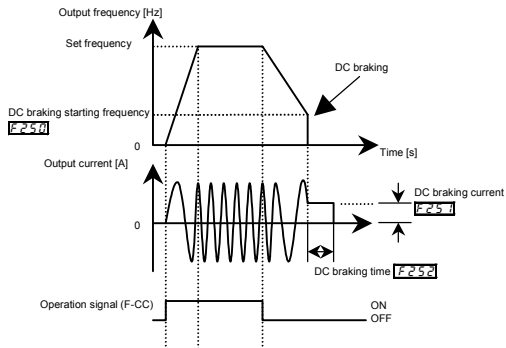 Output frequency [Hz]
Set frequency
DC braking
DC braking starting frequency
F250
0
Time [s]
Output current [A]
DC braking current
F251
0
DC braking time F252
Operation signal (F-CC)
ON
OFF